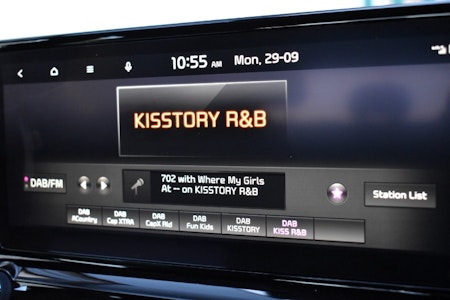 10:55 AM Mon, 29-09
KISSTORY R&B
702 with Where My Girls
At -- on KISSTORY R&B
DAB/FM
Station List
DAB
ACountry
DAB
Cap XTRA
DAB
CapX Rld
DAB
Fun Kids
DAB
KISSTORY
DAB
KISS R&B